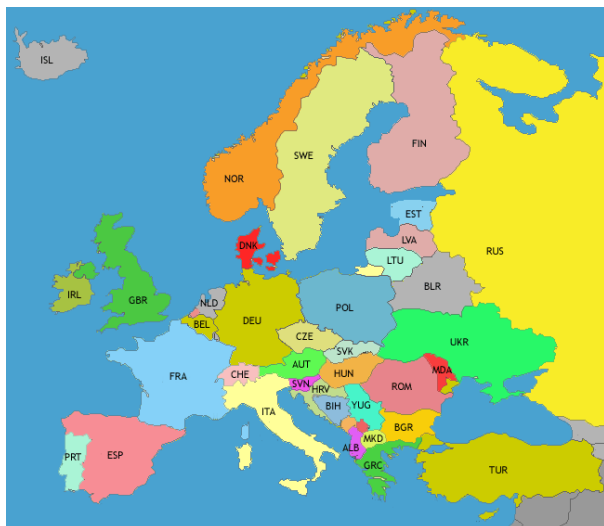 ISL
SWE
FIN
NOR
EST
DNK
LVA
RUS
LTU
BLR
IRL
GBR
NLD
POL
BEL
DEU
CZE
UKR
SVK
AUT
MDA
FRA
CHE
HUN
SVN
HRV
ROM
ITA
BIH
YUG
BGR
MKD
ALB
PRT
ESP
GRC
TUR